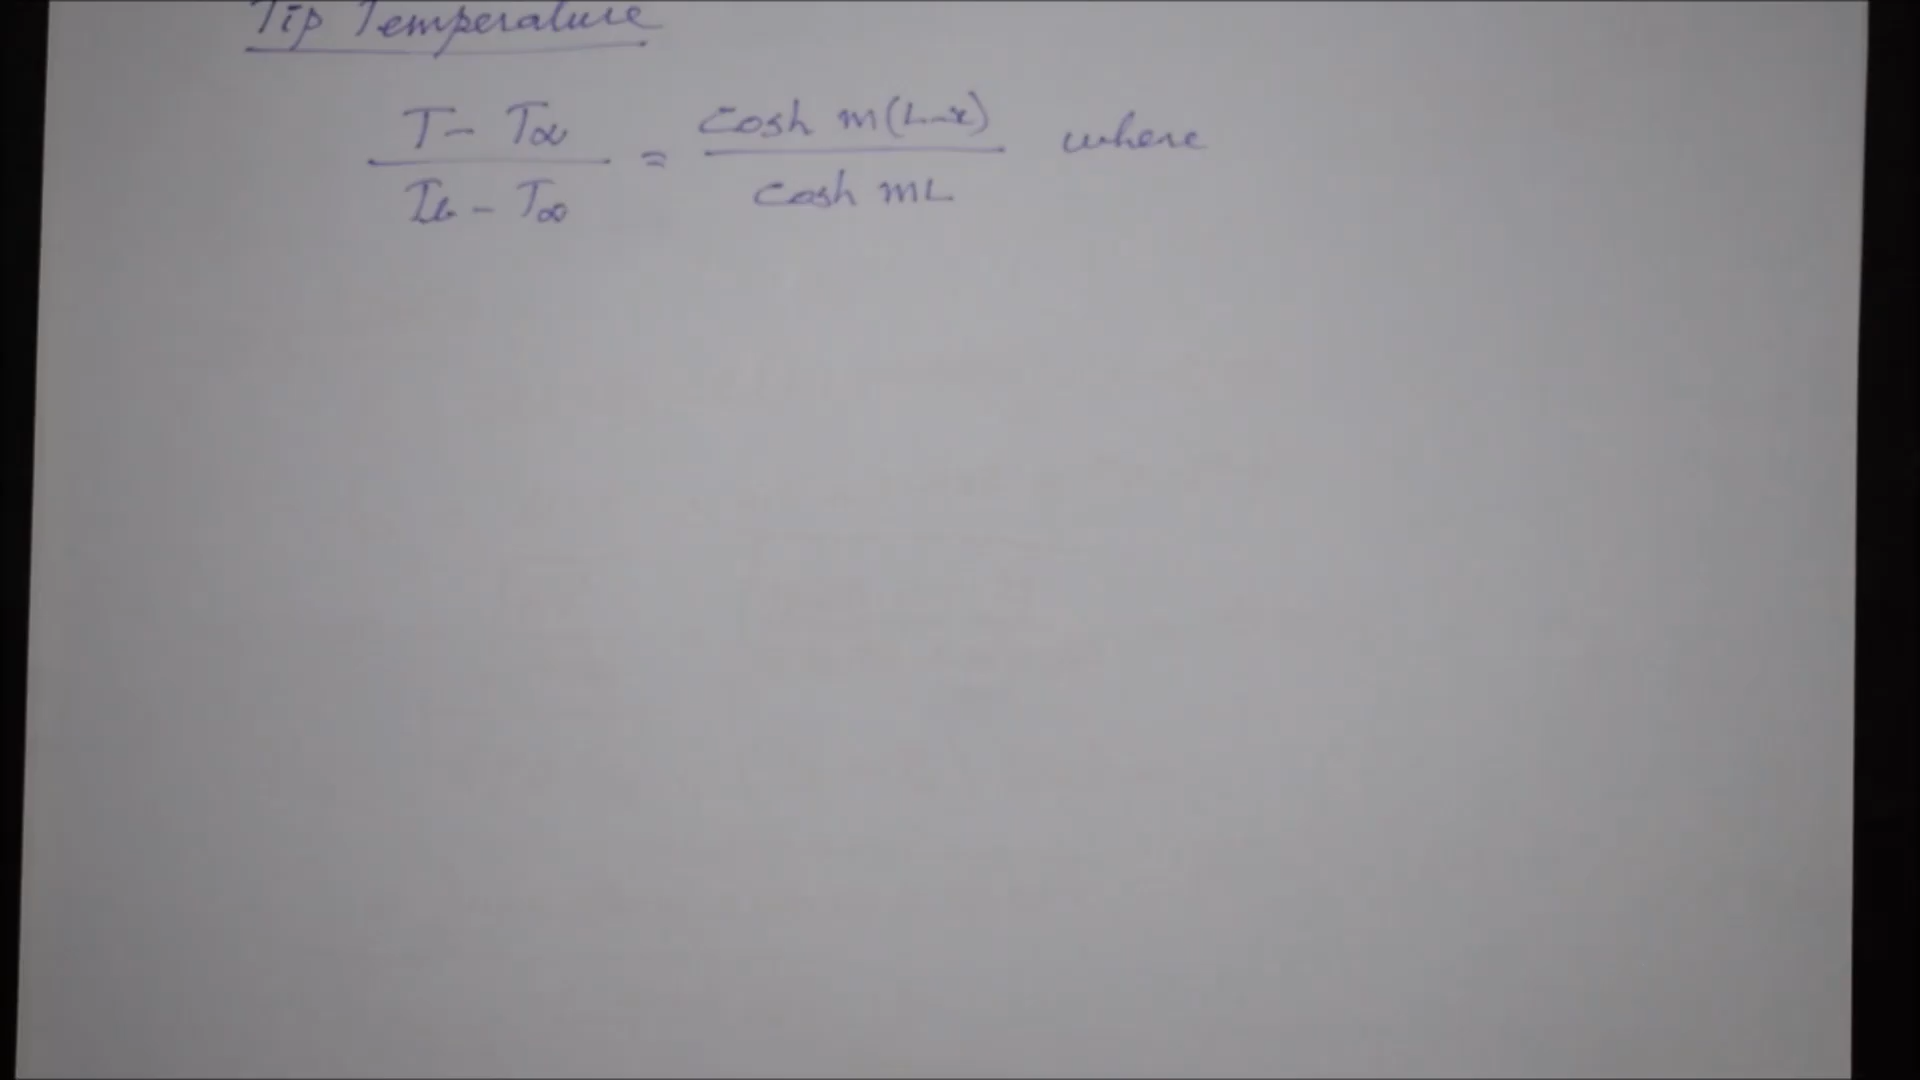 Tip Temperature
T - T∞ / Tb - T∞ = cosh m(L-x) / cosh mL where